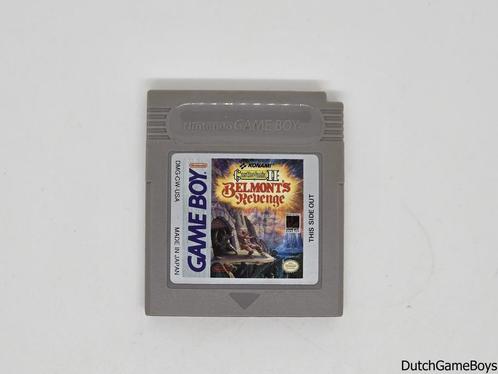 Nintendo GAME BOY
GAME BOY
DMG-CW-USA
MADE IN JAPAN
KONAMI
Castlevania II
BELMONT'S
Revenge
THIS SIDE OUT
DutchGameBoys